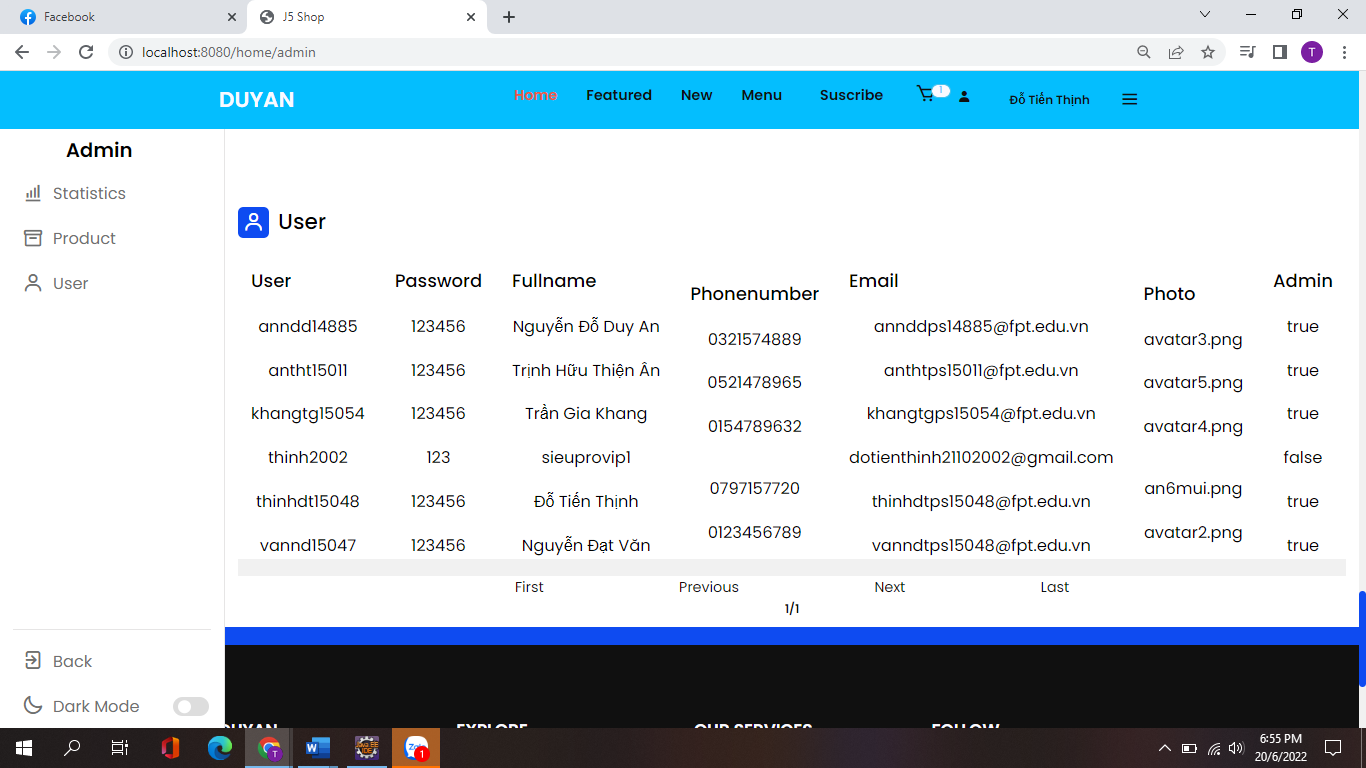 Facebook
J5 Shop
localhost:8080/home/admin
T
DUYAN
Home Featured New Menu Suscribe 1 Đỗ Tiến Thịnh
Admin
Statistics
Product
User
User
User Password Fullname Phonenumber Email Photo Admin
anndd14885 123456 Nguyễn Đỗ Duy An 0321574889 annddps14885@fpt.edu.vn avatar3.png true
antht15011 123456 Trịnh Hữu Thiện Ân 0521478965 anthtps15011@fpt.edu.vn avatar5.png true
khangtg15054 123456 Trần Gia Khang 0154789632 khangtgps15054@fpt.edu.vn avatar4.png true
thinh2002 123 sieuprovip1 dotienthinh21102002@gmail.com false
thinhdt15048 123456 Đỗ Tiến Thịnh 0797157720 thinhdtps15048@fpt.edu.vn an6mui.png true
vannd15047 123456 Nguyễn Đạt Văn 0123456789 vanndtps15048@fpt.edu.vn avatar2.png true
First Previous Next Last
1/1
Back
Dark Mode
DUYAN EXPLORE OUR SERVICES FOLLOW
6:55 PM
20/6/2022